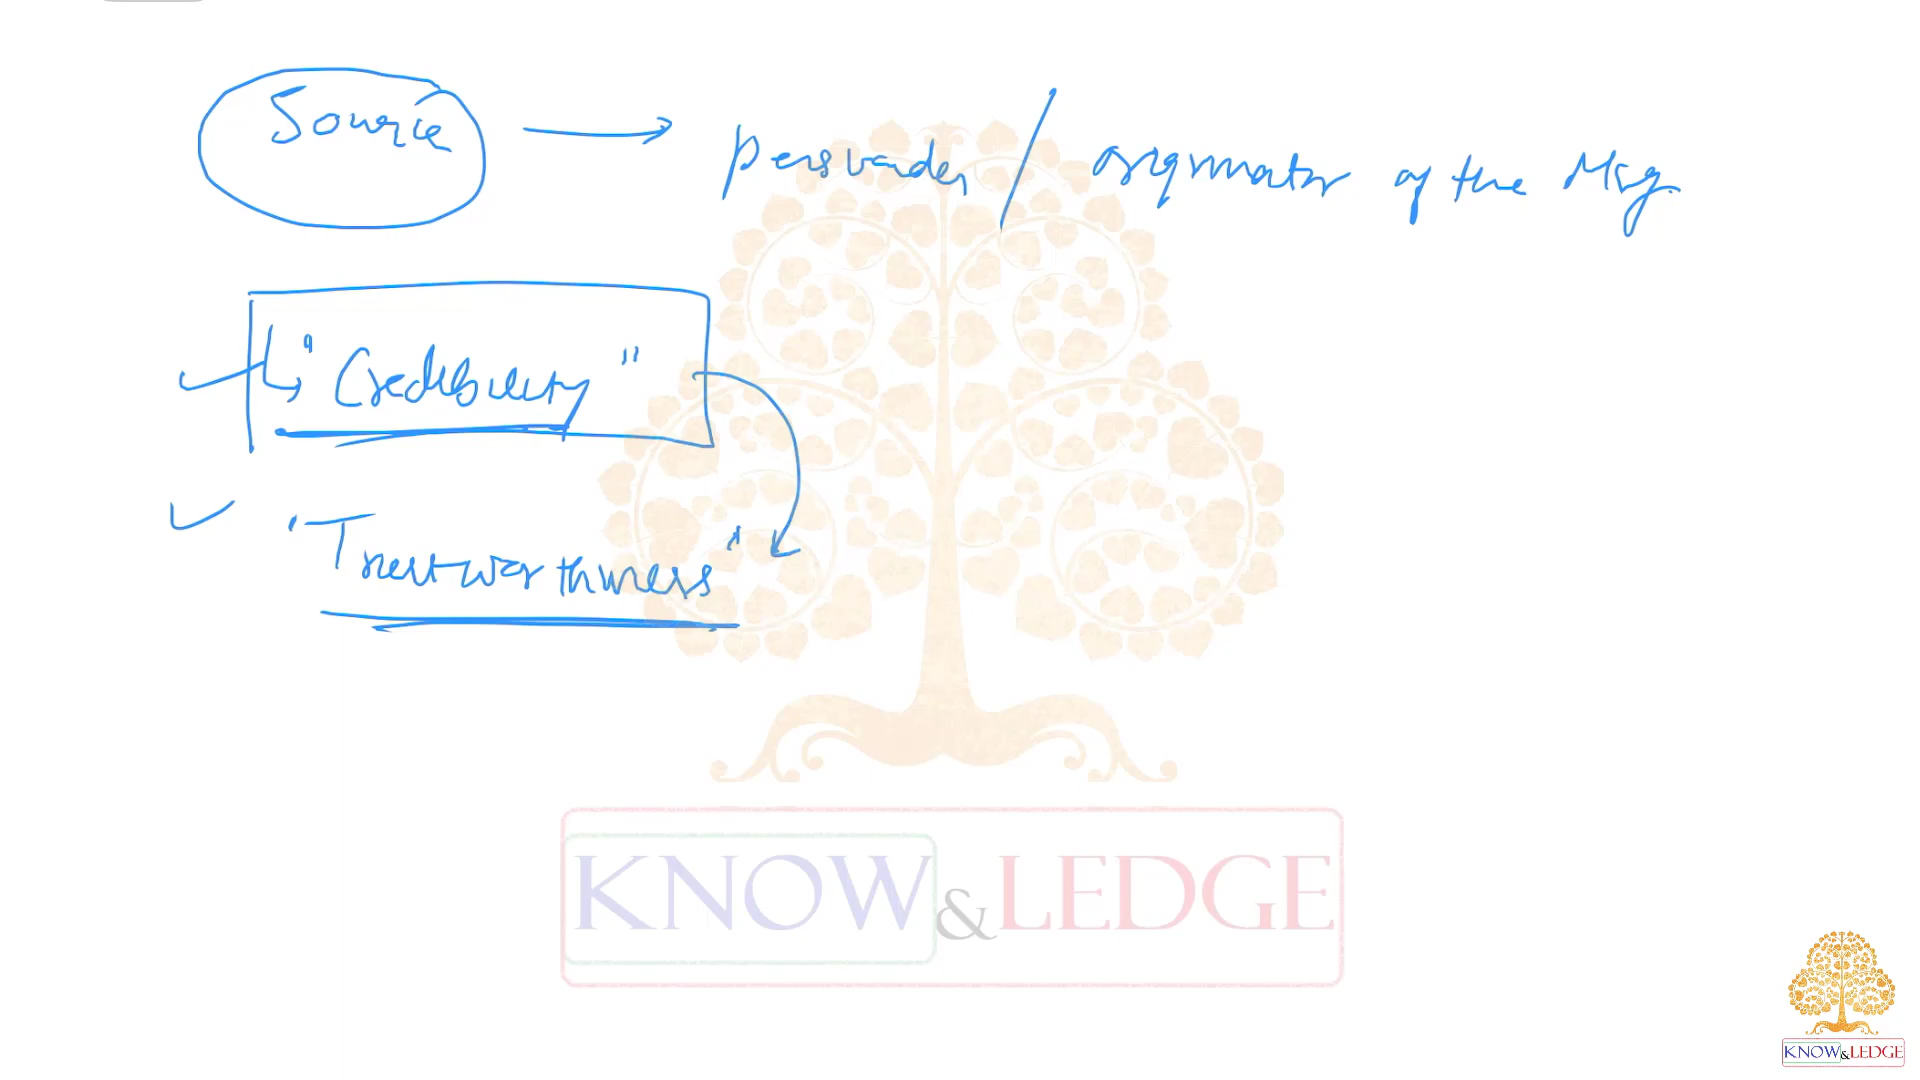 Source → persuader / originator of the Msg.
"Credibility"
"Trustworthiness"
KNOW&LEDGE
KNOW&LEDGE